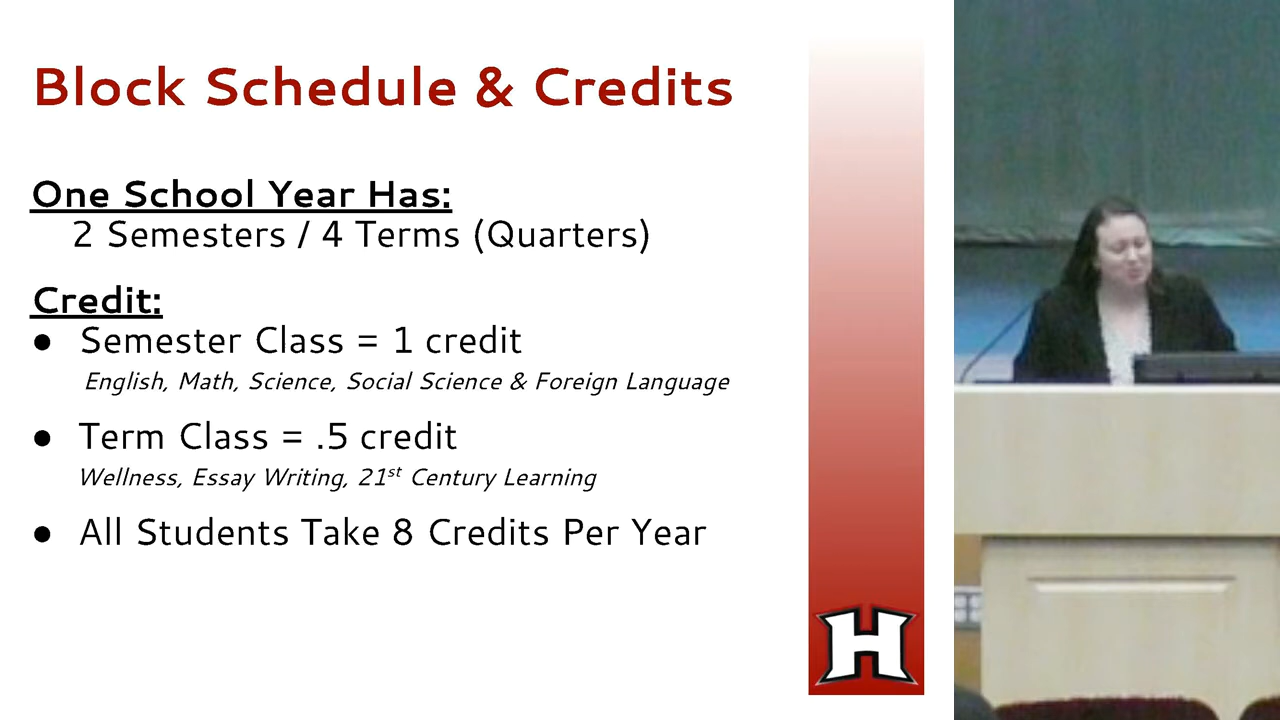 Block Schedule & Credits
One School Year Has:
2 Semesters / 4 Terms (Quarters)
Credit:
● Semester Class = 1 credit
English, Math, Science, Social Science & Foreign Language
● Term Class = .5 credit
Wellness, Essay Writing, 21st Century Learning
● All Students Take 8 Credits Per Year
H